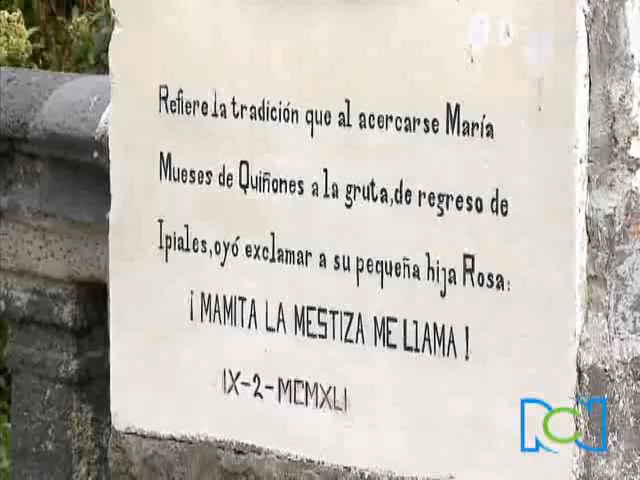 Refiere la tradición que al acercarse María
Mueses de Quiñones a la gruta, de regreso de
Ipiales, oyó exclamar a su pequeña hija Rosa:
¡MAMITA LA MESTIZA ME LLAMA!
IX-2-MCMXLI
RCN